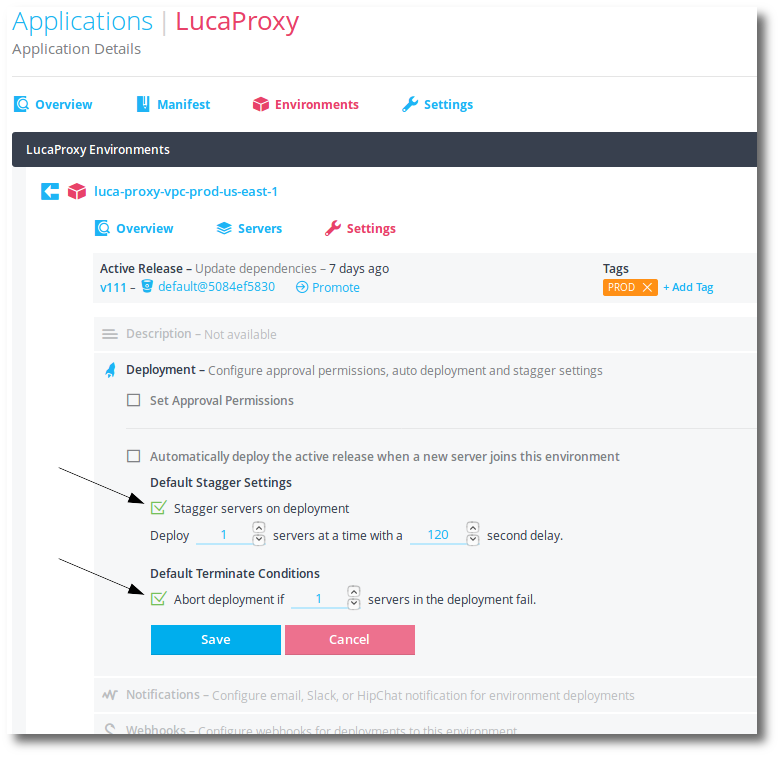 Applications | LucaProxy
Application Details
Overview Manifest Environments Settings
LucaProxy Environments
luca-proxy-vpc-prod-us-east-1
Overview Servers Settings
Active Release – Update dependencies – 7 days ago Tags
v111 – default@5084ef5830 Promote PROD + Add Tag
Description – Not available
Deployment – Configure approval permissions, auto deployment and stagger settings
Set Approval Permissions
Automatically deploy the active release when a new server joins this environment
Default Stagger Settings
Stagger servers on deployment
Deploy 1 servers at a time with a 120 second delay.
Default Terminate Conditions
Abort deployment if 1 servers in the deployment fail.
Save Cancel
Notifications – Configure email, Slack, or HipChat notification for environment deployments
Webhooks – Configure webhooks for deployments to this environment